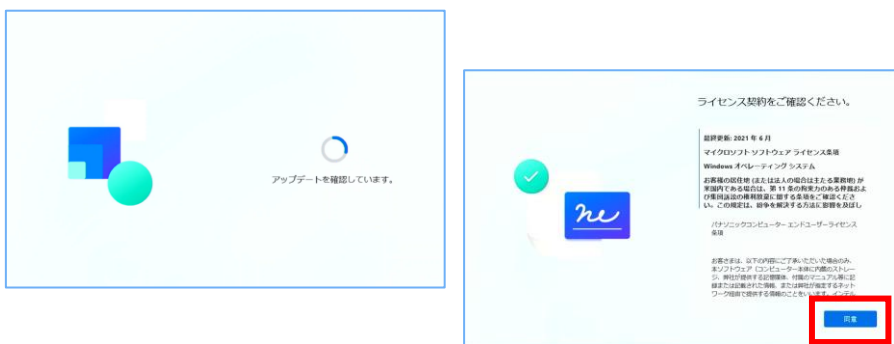 アップデートを確認しています。
ライセンス契約をご確認ください。
最終更新: 2021 年 6 月
マイクロソフト ソフトウェア ライセンス条項
Windows オペレーティング システム
お客様の居住地 (または法人の場合は主たる業務地) が
米国内である場合は、第 11 条の拘束力のある仲裁およ
び集団訴訟の権利放棄に関する条項をご確認くださ
い。この規定は、紛争を解決する方法に影響を及ぼし
パナソニックコンピューター エンドユーザーライセンス
条項
お客さまは、以下の内容にご了承いただいた場合のみ、
本ソフトウェア（コンピューター本体に内蔵のストレー
ジ、弊社が提供する記憶媒体、付属のマニュアル等に記
録または記載された情報、または弊社が指定するネット
ワーク経由で提供する情報のことをいいます。インテル
同意